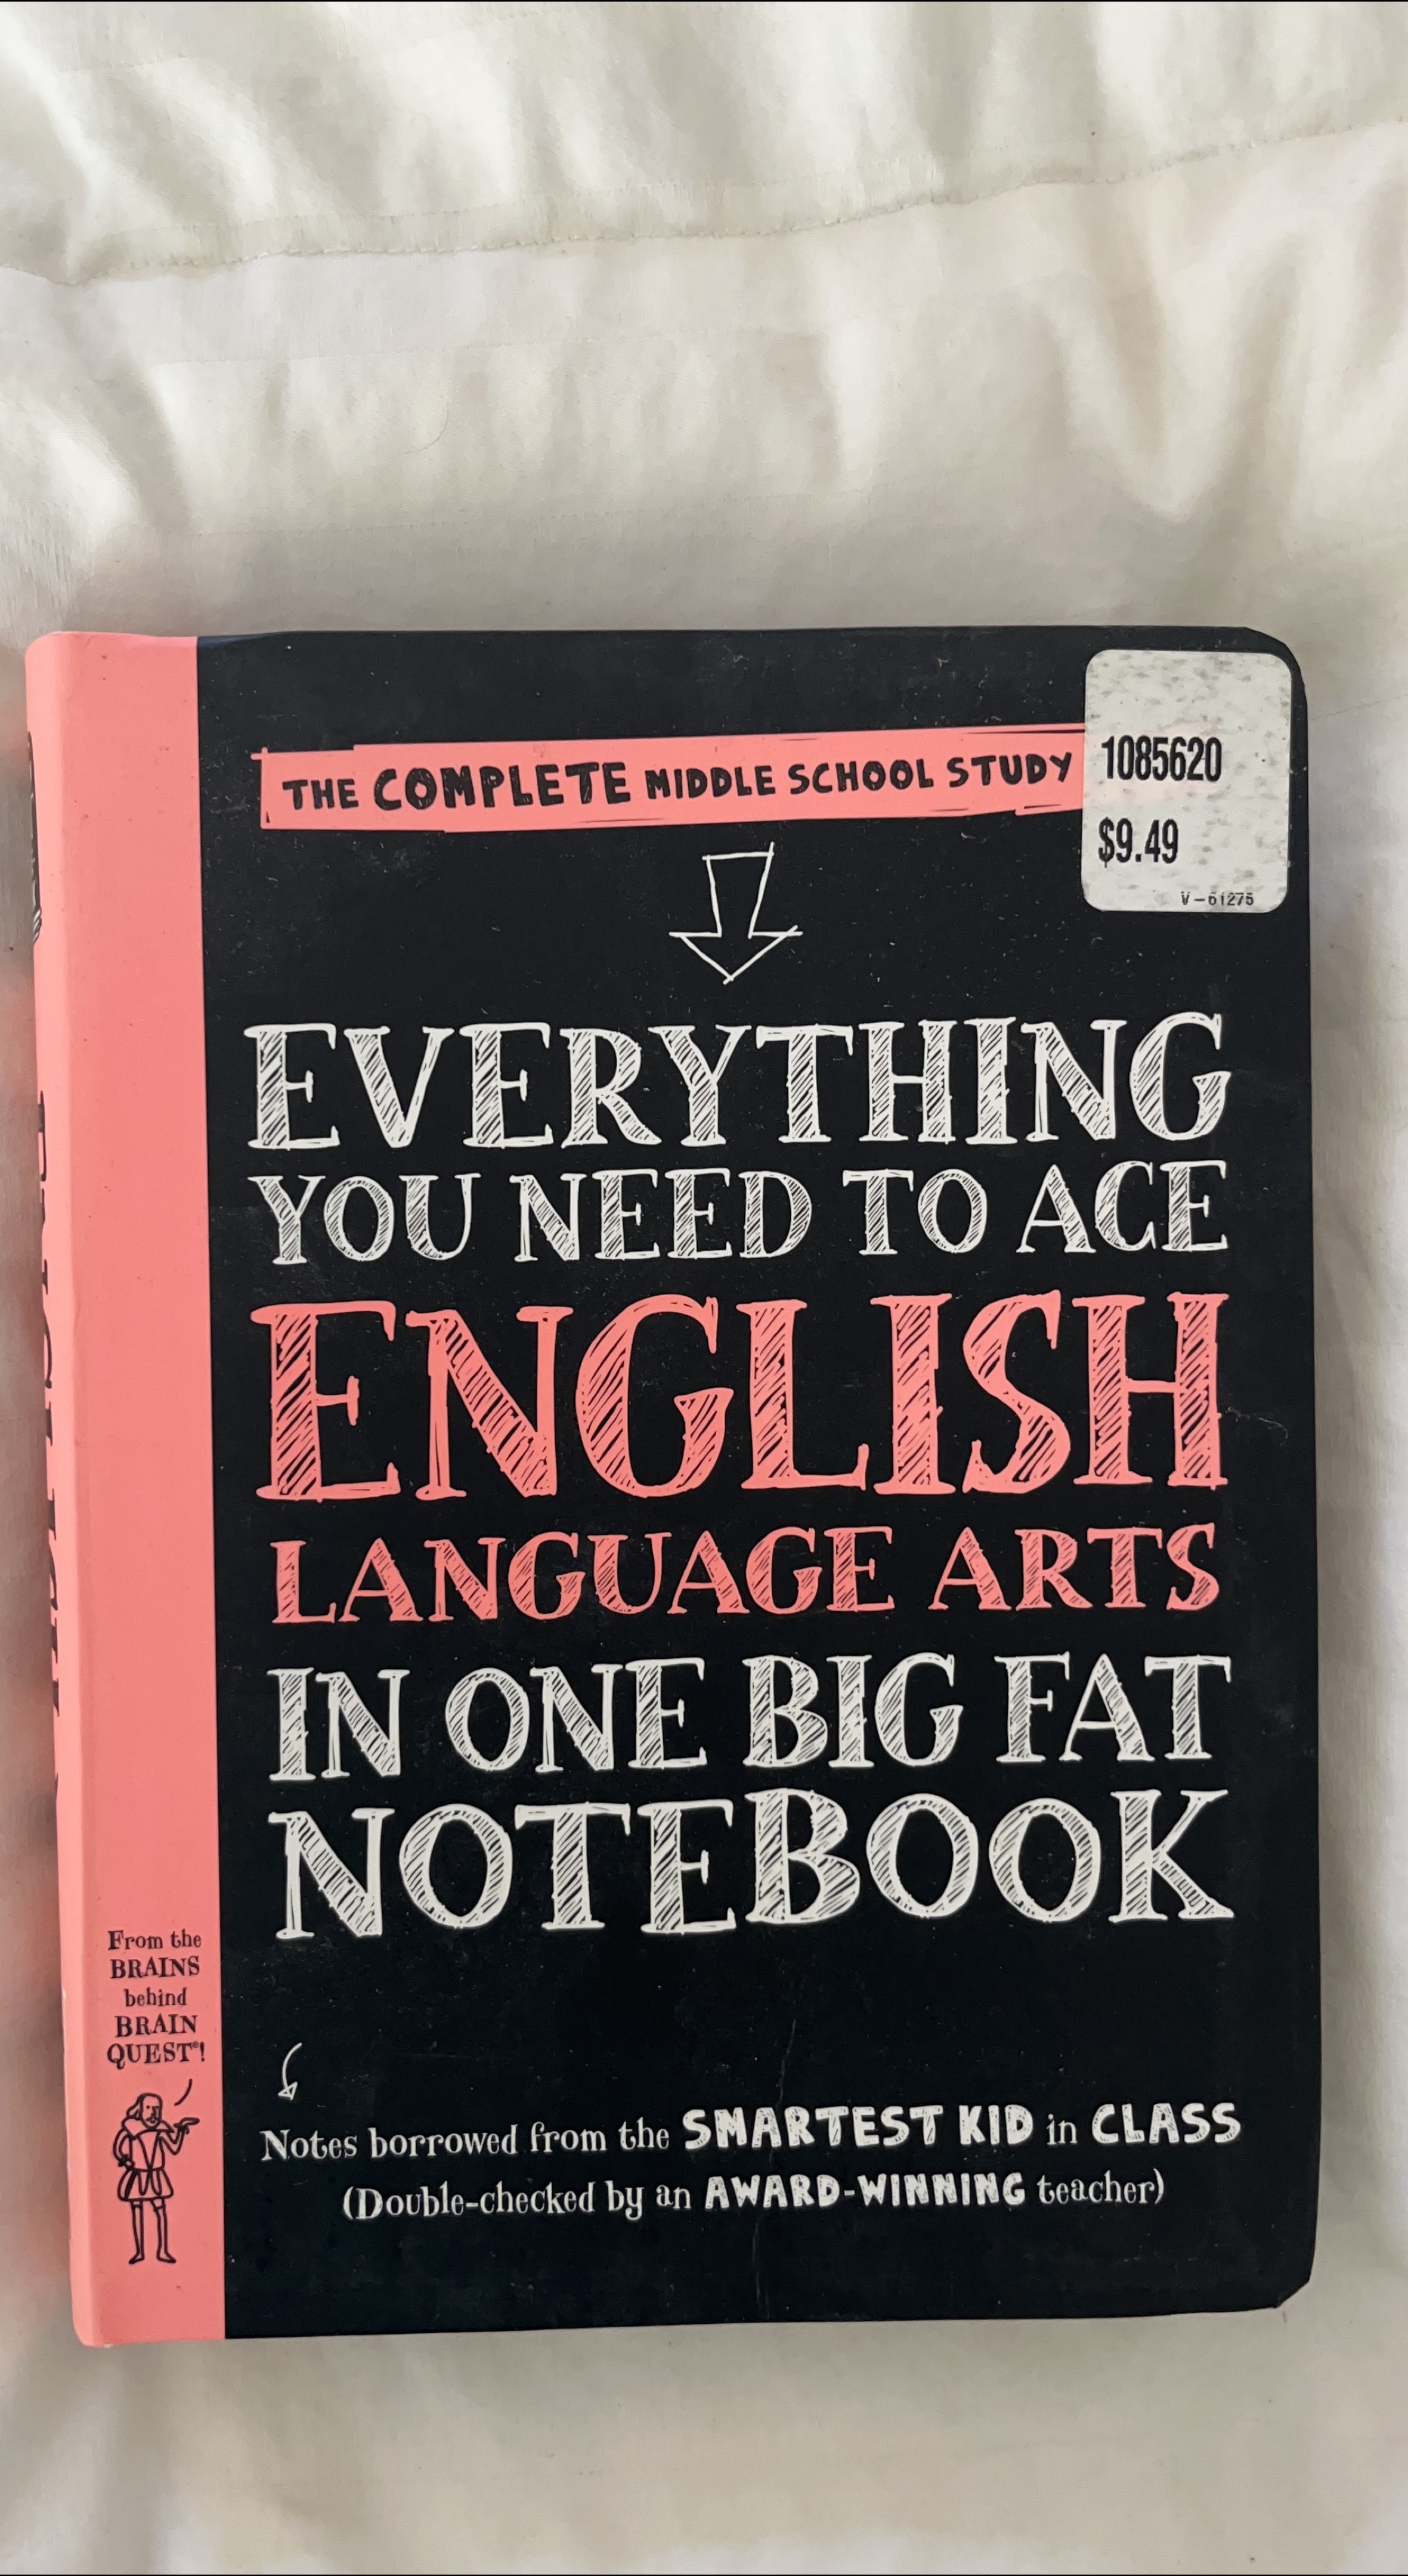 THE COMPLETE MIDDLE SCHOOL STUDY
1085620
$9.49
V-61275
EVERYTHING
YOU NEED TO ACE
ENGLISH
LANGUAGE ARTS
IN ONE BIG FAT
NOTEBOOK
From the
BRAINS
behind
BRAIN
QUEST®!
Notes borrowed from the SMARTEST KID in CLASS
(Double-checked by an AWARD-WINNING teacher)